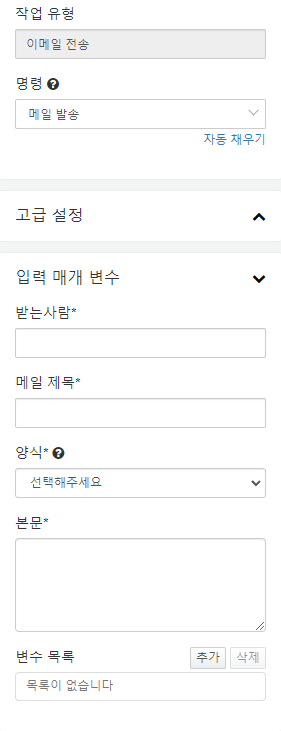 작업 유형
이메일 전송
명령
메일 발송
자동 채우기
고급 설정
입력 매개 변수
받는사람*
메일 제목*
양식*
선택해주세요
본문*
변수 목록 추가 삭제
목록이 없습니다